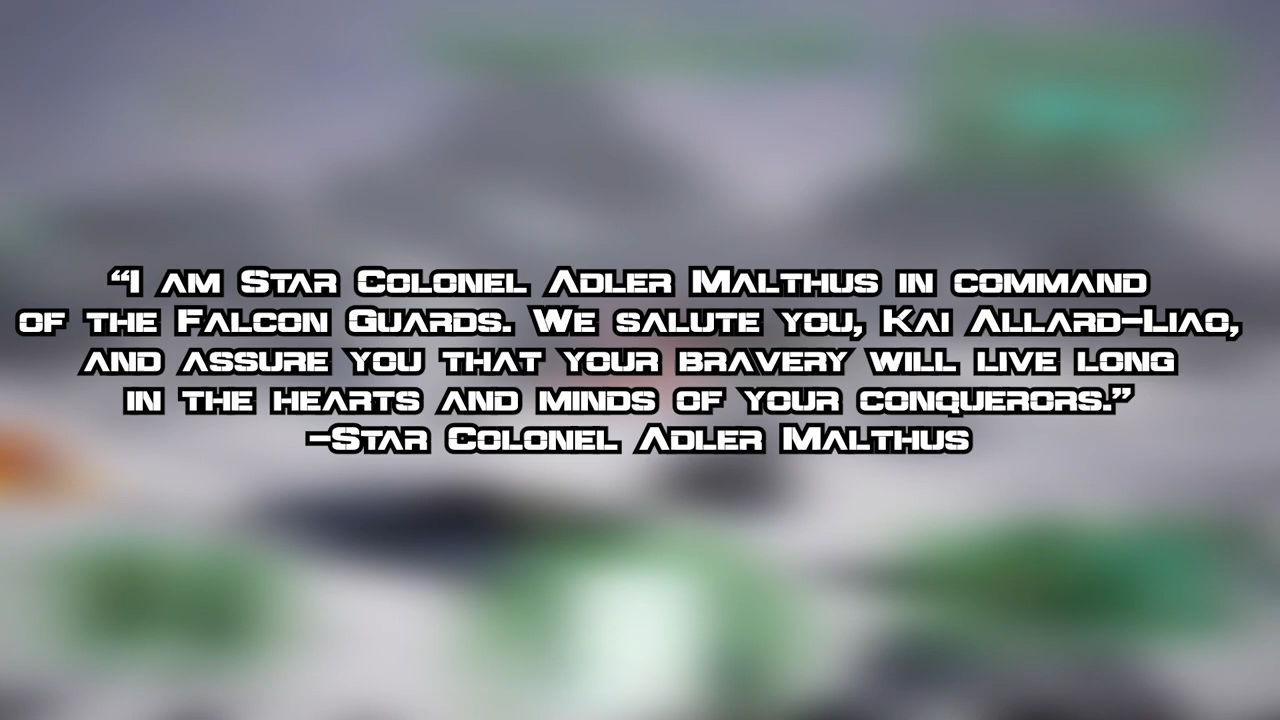 “I am Star Colonel Adler Malthus in command
of the Falcon Guards. We salute you, Kai Allard-Liao,
and assure you that your bravery will live long
in the hearts and minds of your conquerors.”
-Star Colonel Adler Malthus